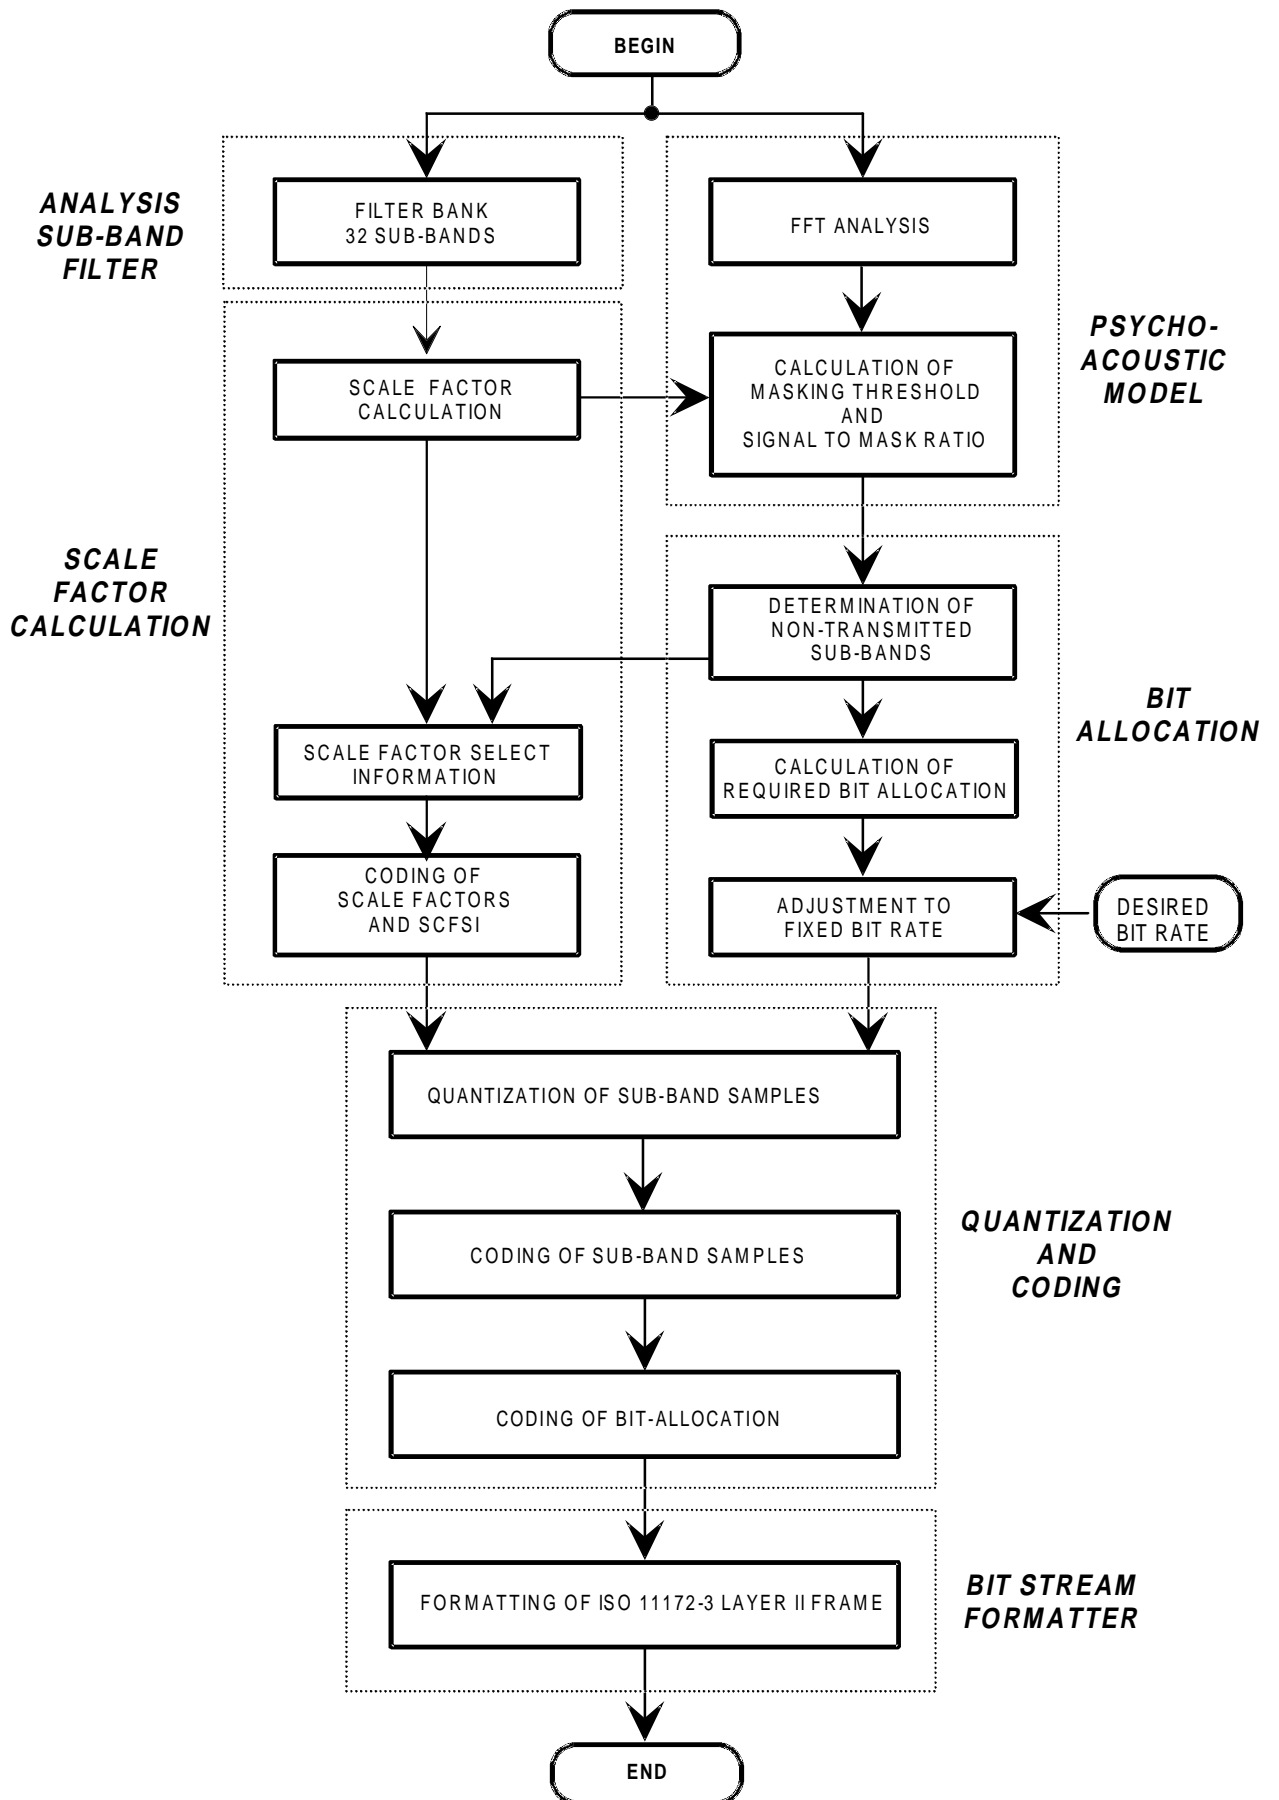 BEGIN
ANALYSIS
SUB-BAND
FILTER
FILTER BANK
32 SUB-BANDS
FFT ANALYSIS
PSYCHO-
ACOUSTIC
MODEL
SCALE FACTOR
CALCULATION
CALCULATION OF
MASKING THRESHOLD
AND
SIGNAL TO MASK RATIO
SCALE
FACTOR
CALCULATION
DETERMINATION OF
NON-TRANSMITTED
SUB-BANDS
BIT
ALLOCATION
SCALE FACTOR SELECT
INFORMATION
CALCULATION OF
REQUIRED BIT ALLOCATION
CODING OF
SCALE FACTORS
AND SCFSI
ADJUSTMENT TO
FIXED BIT RATE
DESIRED
BIT RATE
QUANTIZATION OF SUB-BAND SAMPLES
CODING OF SUB-BAND SAMPLES
QUANTIZATION
AND
CODING
CODING OF BIT-ALLOCATION
FORMATTING OF ISO 11172-3 LAYER II FRAME
BIT STREAM
FORMATTER
END